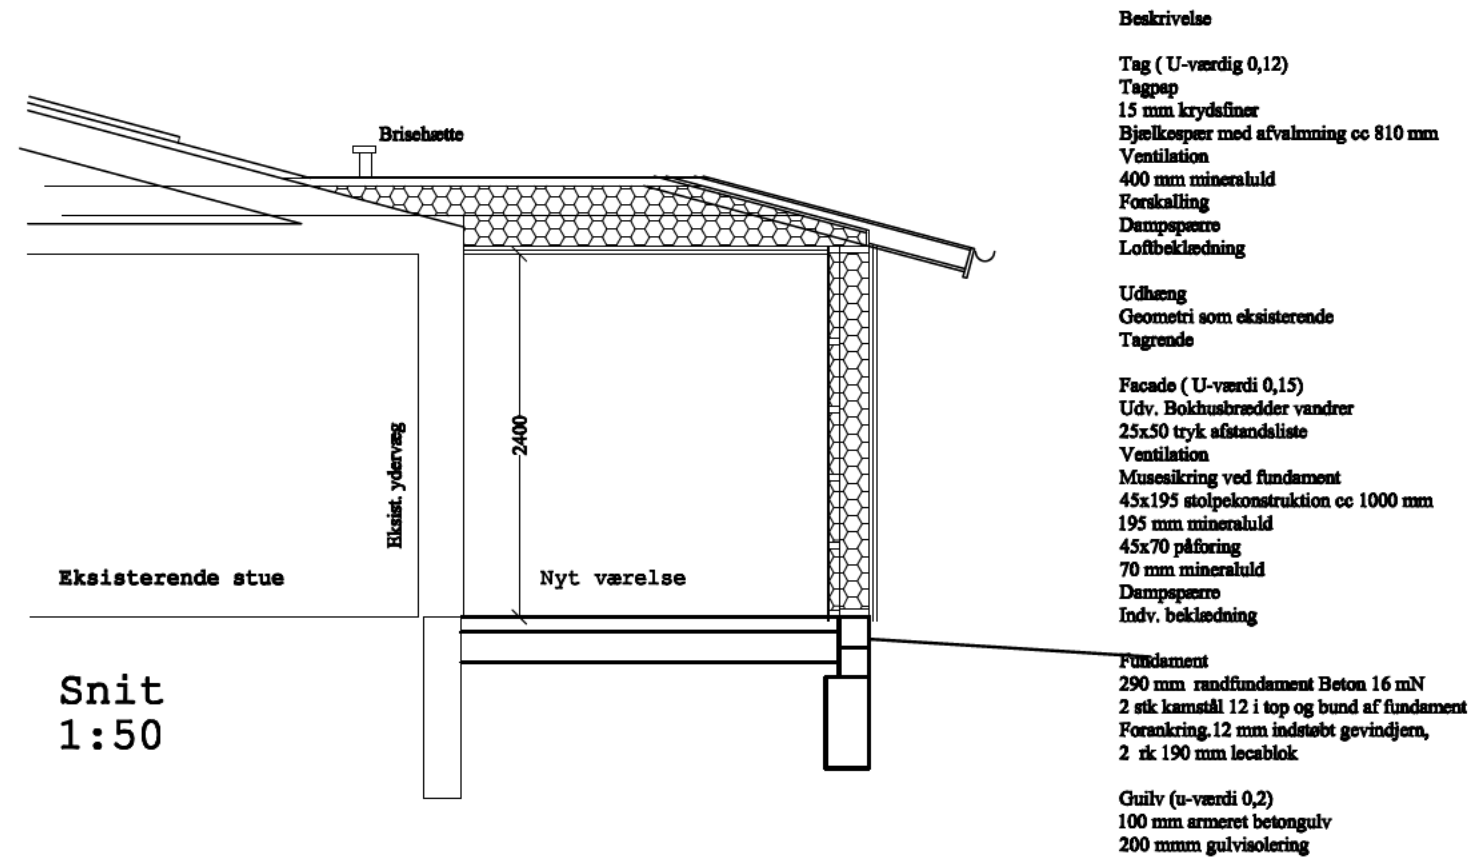 Beskrivelse
Tag ( U-værdig 0,12)
Tagpap
15 mm krydsfiner
Bjælkespær med afvalmning cc 810 mm
Ventilation
400 mm mineraluld
Forskalling
Dampspærre
Loftbeklædning
Udhæng
Geometri som eksisterende
Tagrende
Facade ( U-værdi 0,15)
Udv. Bokhusbrædder vandrer
25x50 tryk afstandsliste
Ventilation
Musesikring ved fundament
45x195 stolpekonstruktion cc 1000 mm
195 mm mineraluld
45x70 påforing
70 mm mineraluld
Dampspærre
Indv. beklædning
Fundament
290 mm randfundament Beton 16 mN
2 stk kamstål 12 i top og bund af fundament
Forankring.12 mm indstøbt gevindjern,
2 rk 190 mm lecablok
Guilv (u-værdi 0,2)
100 mm armeret betongulv
200 mmm gulvisolering
Brisehætte
2400
Eksist. ydervæg
Eksisterende stue
Nyt værelse
Snit
1:50